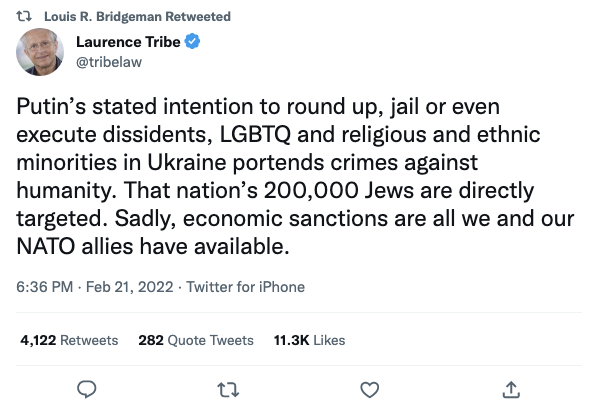 Louis R. Bridgeman Retweeted
Laurence Tribe
@tribelaw
Putin’s stated intention to round up, jail or even
execute dissidents, LGBTQ and religious and ethnic
minorities in Ukraine portends crimes against
humanity. That nation’s 200,000 Jews are directly
targeted. Sadly, economic sanctions are all we and our
NATO allies have available.
6:36 PM · Feb 21, 2022 · Twitter for iPhone
4,122 Retweets 282 Quote Tweets 11.3K Likes